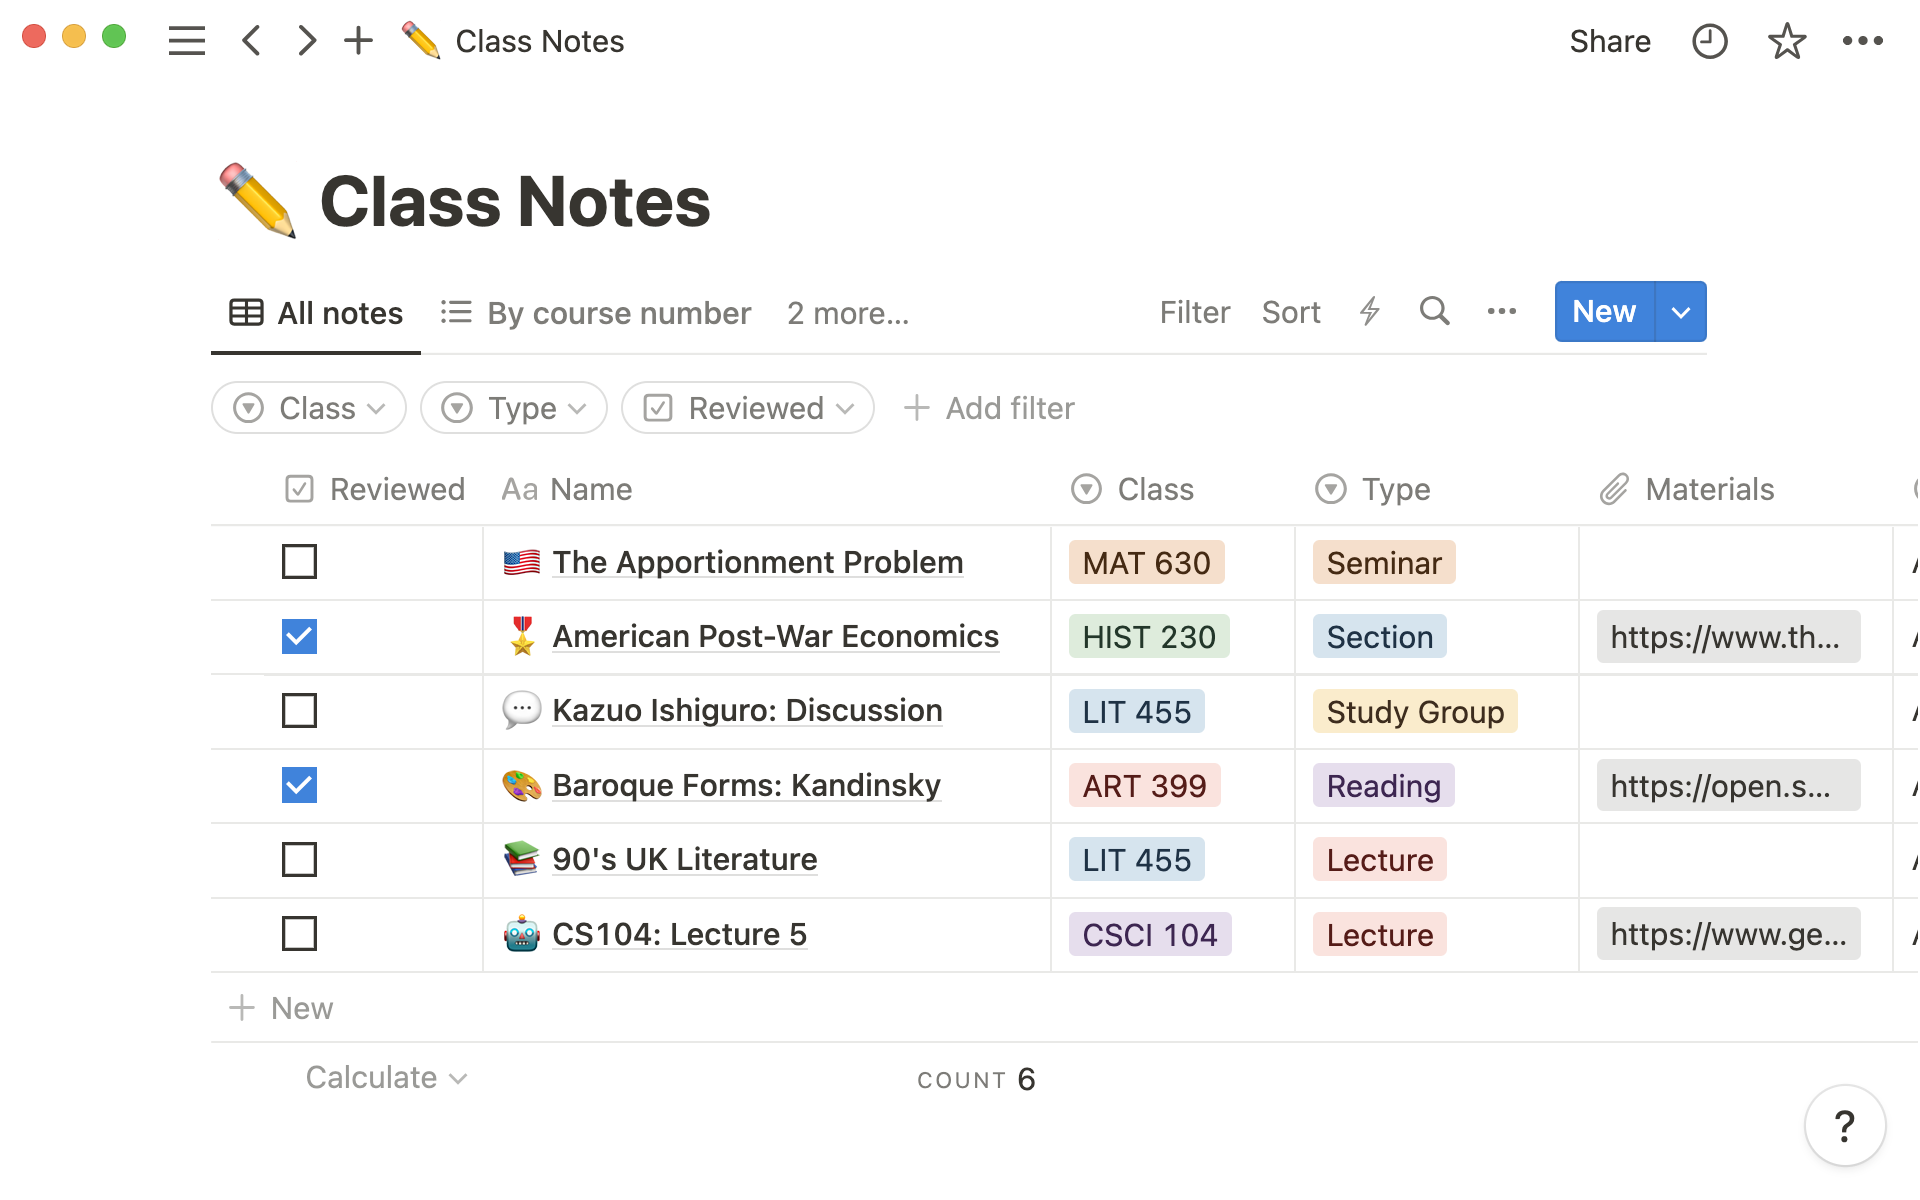 Class Notes
Share
Class Notes
All notes
By course number
2 more...
Filter
Sort
New
Class
Type
Reviewed
Add filter
Reviewed
Aa Name
Class
Type
Materials
The Apportionment Problem
MAT 630
Seminar
American Post-War Economics
HIST 230
Section
https://www.th...
Kazuo Ishiguro: Discussion
LIT 455
Study Group
Baroque Forms: Kandinsky
ART 399
Reading
https://open.s...
90's UK Literature
LIT 455
Lecture
CS104: Lecture 5
CSCI 104
Lecture
https://www.ge...
New
Calculate
COUNT 6
?